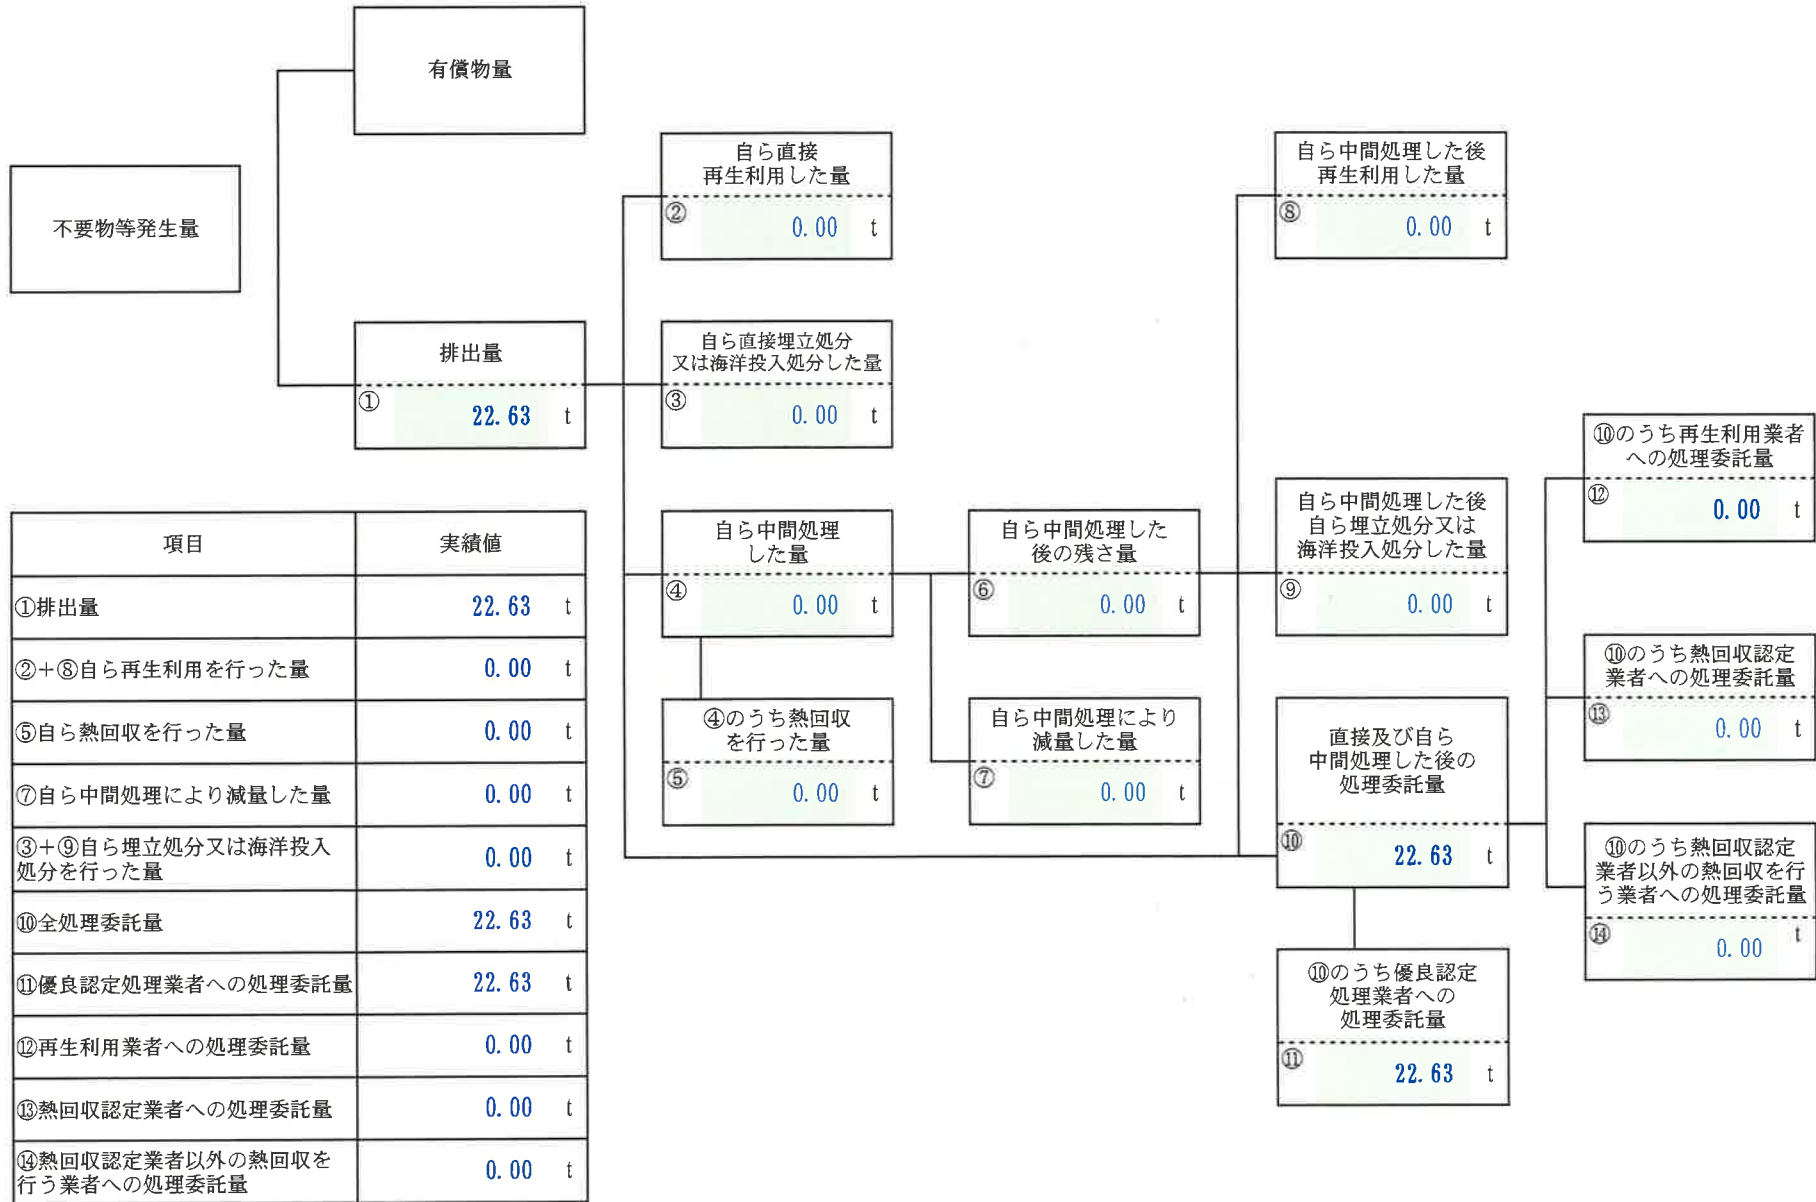 有償物量
不要物等発生量
排出量
①
22.63 t
自ら直接
再生利用した量
②
0.00 t
自ら直接埋立処分
又は海洋投入処分した量
③
0.00 t
自ら中間処理
した量
④
0.00 t
④のうち熱回収
を行った量
⑤
0.00 t
自ら中間処理した
後の残さ量
⑥
0.00 t
自ら中間処理により
減量した量
⑦
0.00 t
自ら中間処理した後
再生利用した量
⑧
0.00 t
自ら中間処理した後
自ら埋立処分又は
海洋投入処分した量
⑨
0.00 t
直接及び自ら
中間処理した後の
処理委託量
⑩
22.63 t
⑩のうち優良認定
処理業者への
処理委託量
⑪
22.63 t
⑩のうち再生利用業者
への処理委託量
⑫
0.00 t
⑩のうち熱回収認定
業者への処理委託量
⑬
0.00 t
⑩のうち熱回収認定
業者以外の熱回収を行
う業者への処理委託量
⑭
0.00 t
項目 実績値
①排出量 22.63 t
②+⑧自ら再生利用を行った量 0.00 t
⑤自ら熱回収を行った量 0.00 t
⑦自ら中間処理により減量した量 0.00 t
③+⑨自ら埋立処分又は海洋投入
処分を行った量 0.00 t
⑩全処理委託量 22.63 t
⑪優良認定処理業者への処理委託量 22.63 t
⑫再生利用業者への処理委託量 0.00 t
⑬熱回収認定業者への処理委託量 0.00 t
⑭熱回収認定業者以外の熱回収を
行う業者への処理委託量 0.00 t